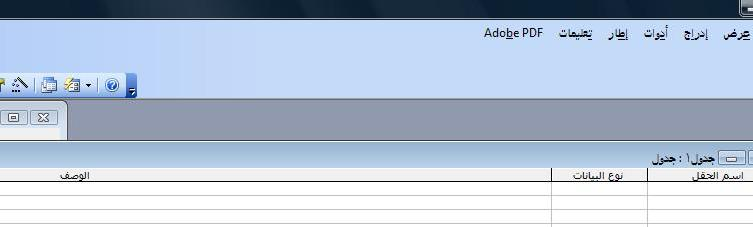 عرض إدراج أدوات إطار تعليمات Adobe PDF
جدول١ : جدول
اسم الحقل نوع البيانات الوصف